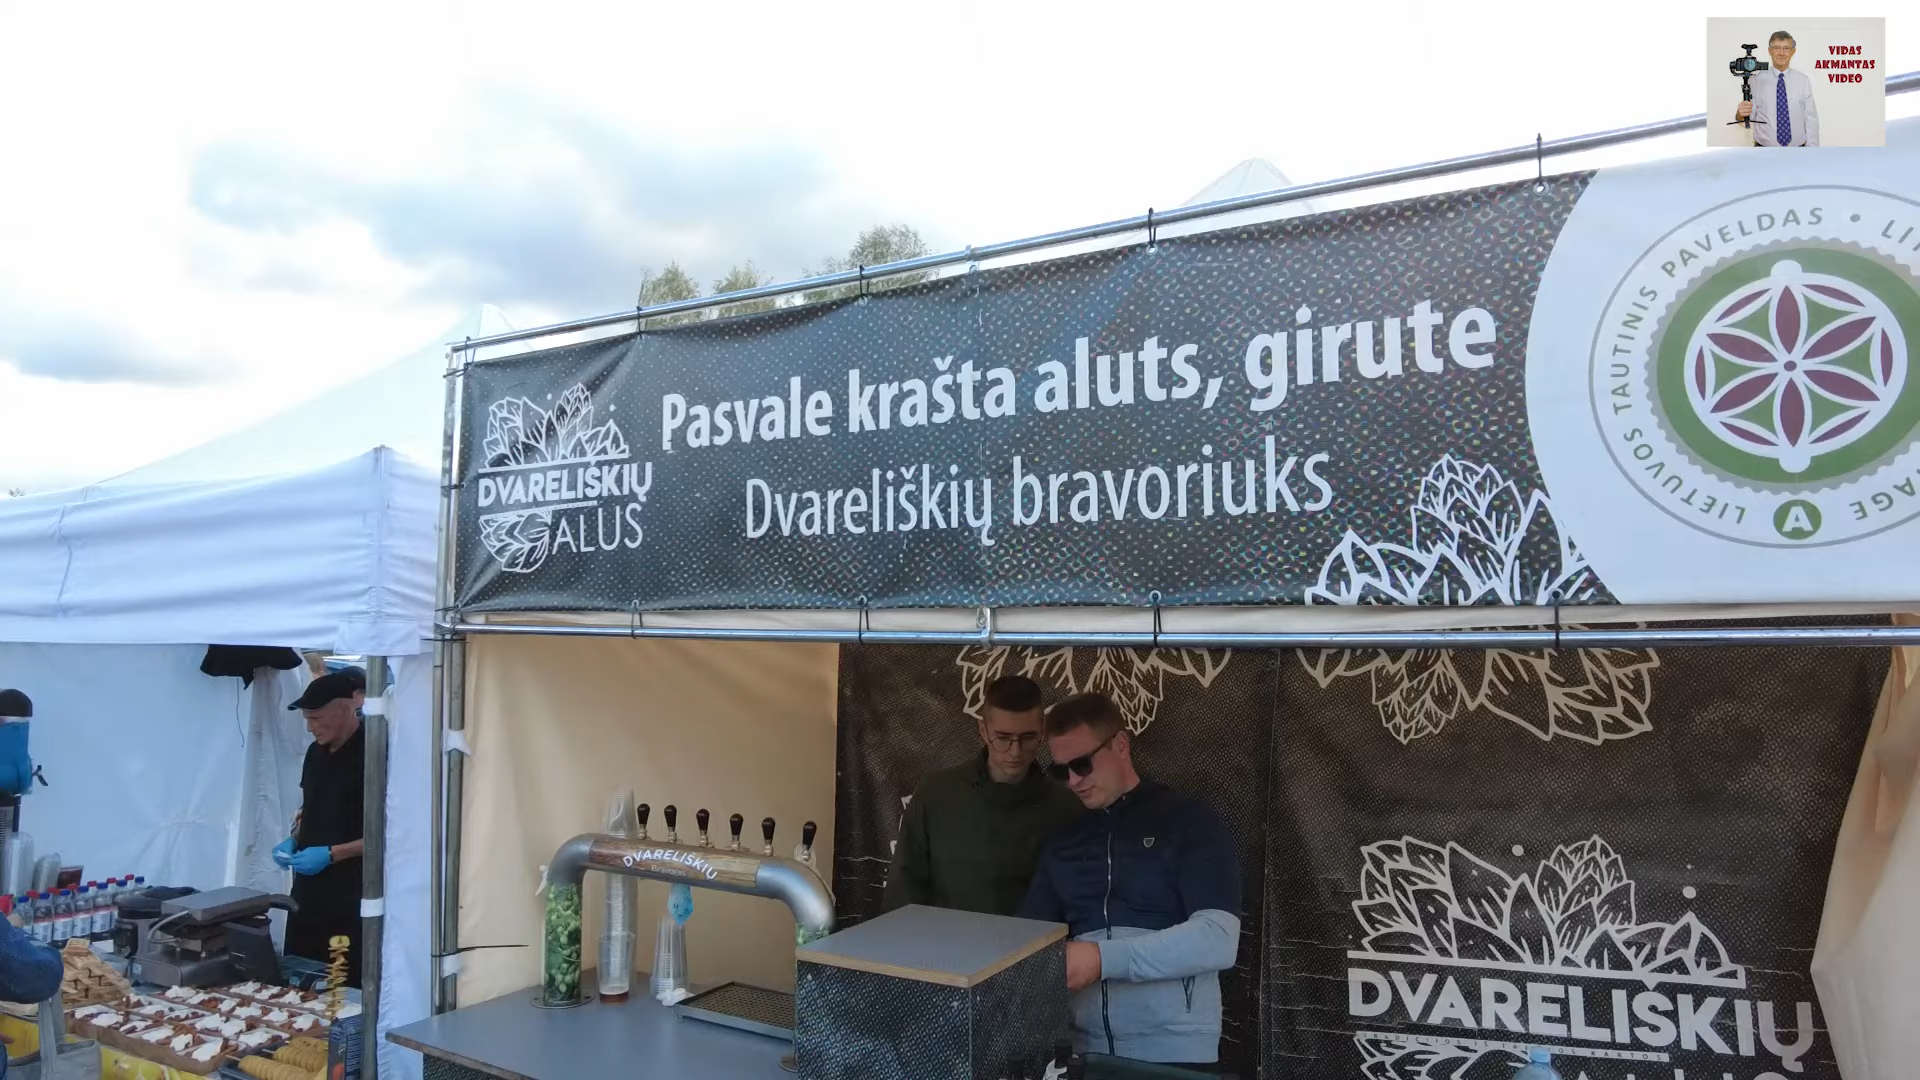 VIDAS
AKMANTAS
VIDEO
Pasvale krašta aluts, girute
Dvareliškių bravoriuks
DVARELIŠKIŲ
ALUS
LIETUVOS TAUTINIS PAVELDAS •
A
DVARELIŠKIŲ
DVARELIŠKIŲ